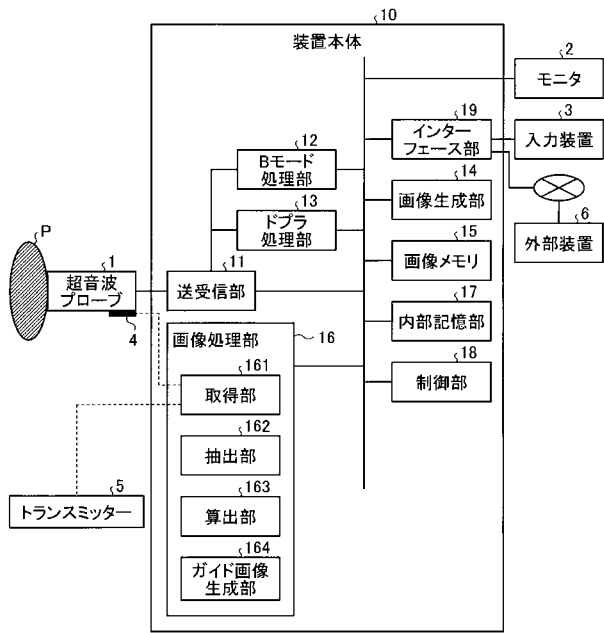 10
装置本体
2
モニタ
19
インター
フェース部
3
入力装置
12
Bモード
処理部
14
画像生成部
13
ドプラ
処理部
6
外部装置
P
1
超音波
プローブ
4
11
送受信部
15
画像メモリ
17
内部記憶部
18
制御部
画像処理部
16
161
取得部
162
抽出部
5
トランスミッター
163
算出部
164
ガイド画像
生成部